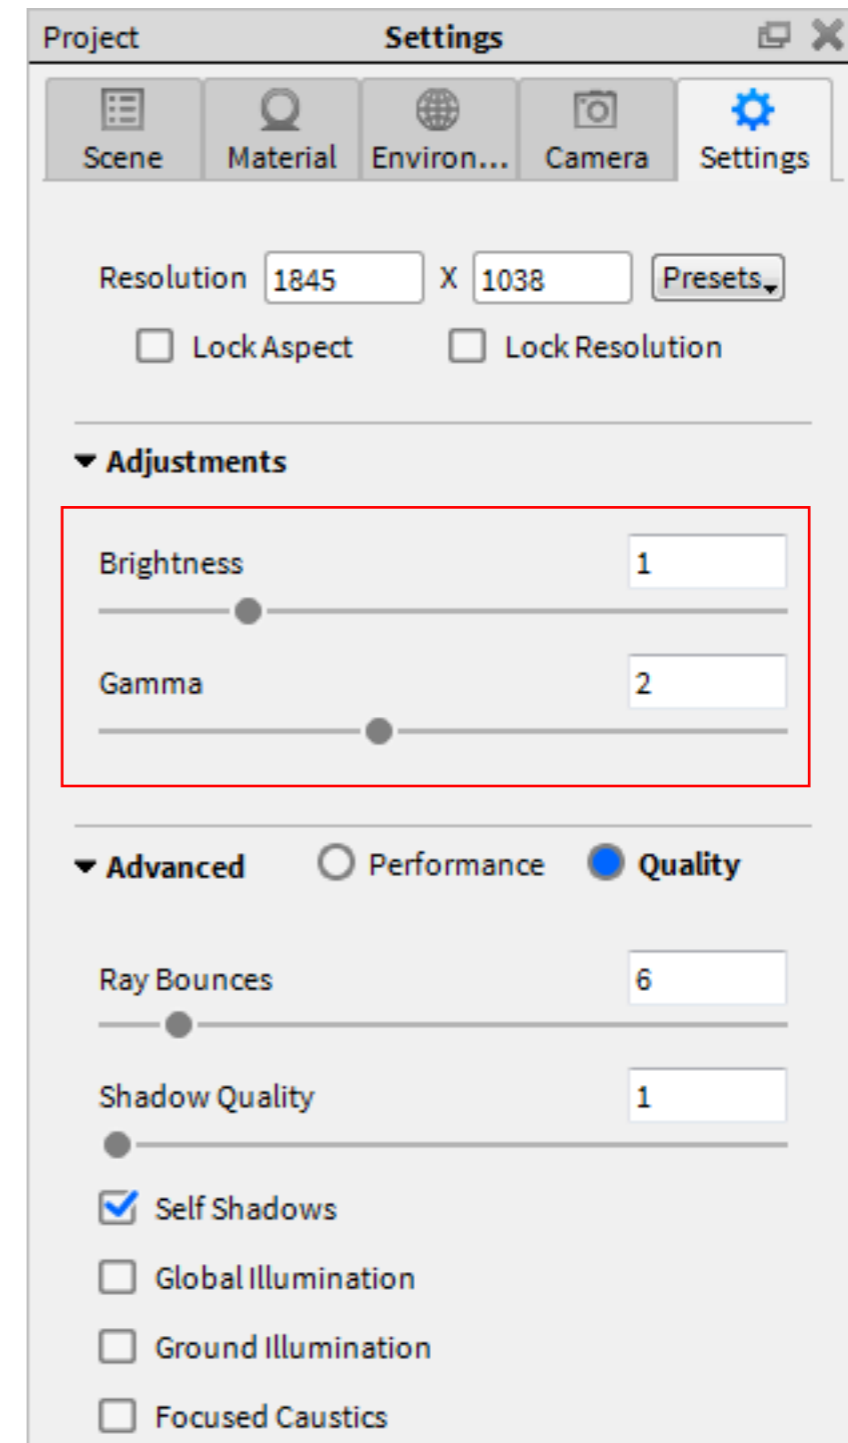 Project Settings
Scene Material Environ... Camera Settings
Resolution 1845 X 1038 Presets
Lock Aspect Lock Resolution
Adjustments
Brightness 1
Gamma 2
Advanced Performance Quality
Ray Bounces 6
Shadow Quality 1
Self Shadows
Global Illumination
Ground Illumination
Focused Caustics